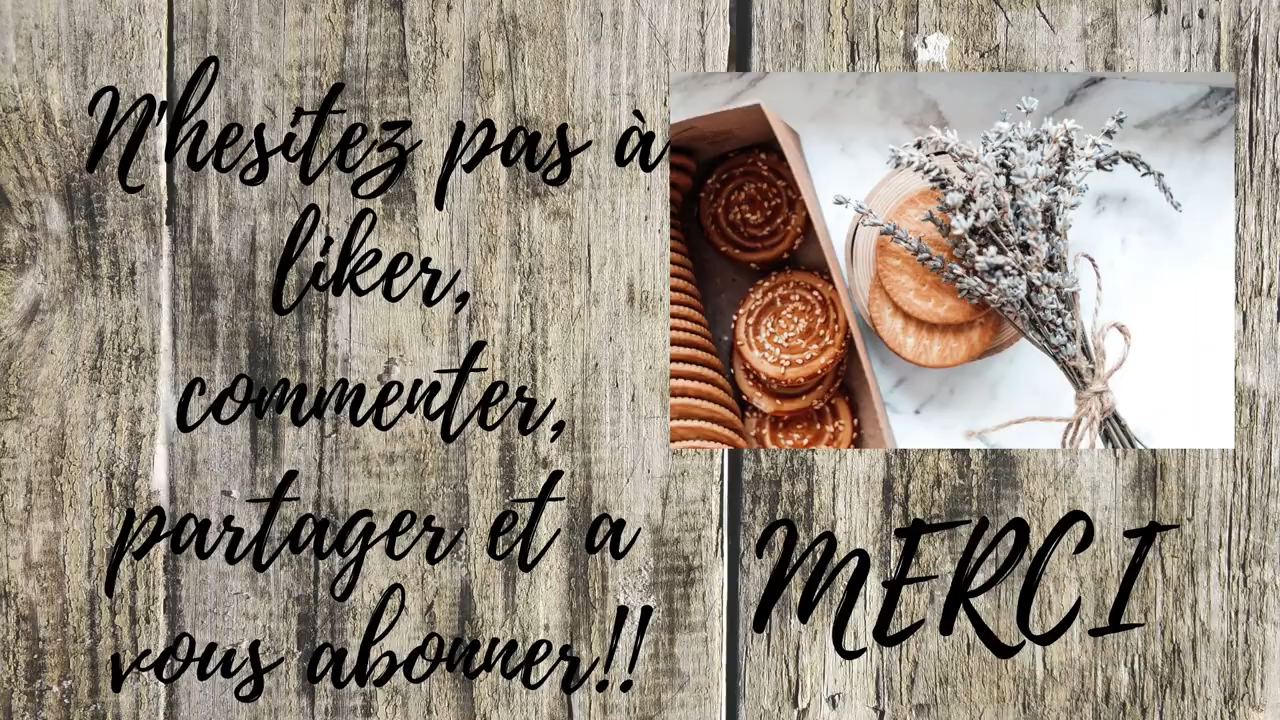 N'hesitez pas à
liker,
commenter,
partager et a
vous abonner!!
MERCI